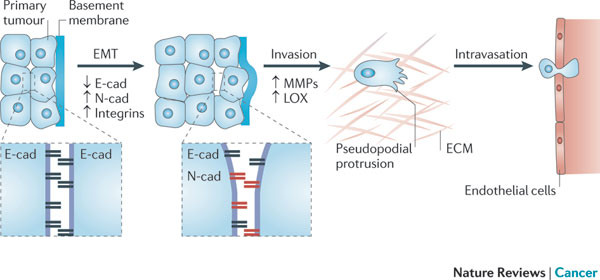 Primary
tumour
Basement
membrane
EMT
↓ E-cad
↑ N-cad
↑ Integrins
Invasion
↑ MMPs
↑ LOX
Intravasation
E-cad
E-cad
E-cad
N-cad
Pseudopodial
protrusion
ECM
Endothelial cells
Nature Reviews | Cancer